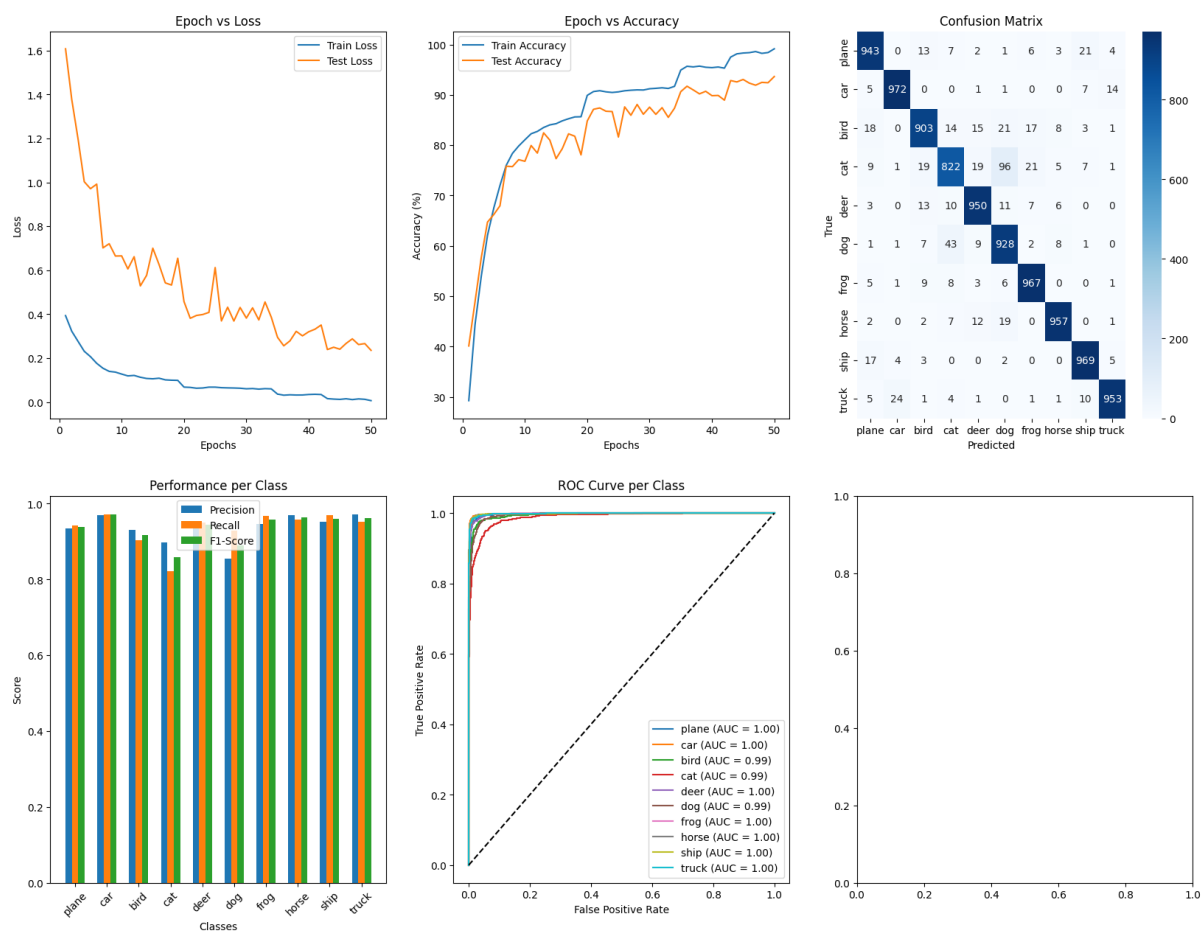 Epoch vs Loss
Train Loss
Test Loss
1.6
1.4
1.2
1.0
0.8
0.6
0.4
0.2
0.0
Loss
0 10 20 30 40 50
Epochs
Epoch vs Accuracy
Train Accuracy
Test Accuracy
100
90
80
70
60
50
40
30
Accuracy (%)
0 10 20 30 40 50
Epochs
Confusion Matrix
plane 943 0 13 7 2 1 6 3 21 4
car 5 972 0 0 1 1 0 0 7 14
bird 18 0 903 14 15 21 17 8 3 1
cat 9 1 19 822 19 96 21 5 7 1
deer 3 0 13 10 950 11 7 6 0 0
dog 1 1 7 43 9 928 2 8 1 0
frog 5 1 9 8 3 6 967 0 0 1
horse 2 0 2 7 12 19 0 957 0 1
ship 17 4 3 0 0 2 0 0 969 5
truck 5 24 1 4 1 0 1 1 10 953
plane car bird cat deer dog frog horse ship truck
Predicted
True
800
600
400
200
0
Performance per Class
Precision
Recall
F1-Score
1.0
0.8
0.6
0.4
0.2
0.0
Score
plane car bird cat deer dog frog horse ship truck
Classes
ROC Curve per Class
1.0
0.8
0.6
0.4
0.2
0.0
True Positive Rate
plane (AUC = 1.00)
car (AUC = 1.00)
bird (AUC = 0.99)
cat (AUC = 0.99)
deer (AUC = 1.00)
dog (AUC = 0.99)
frog (AUC = 1.00)
horse (AUC = 1.00)
ship (AUC = 1.00)
truck (AUC = 1.00)
0.0 0.2 0.4 0.6 0.8 1.0
False Positive Rate
1.0
0.8
0.6
0.4
0.2
0.0
0.0 0.2 0.4 0.6 0.8 1.0